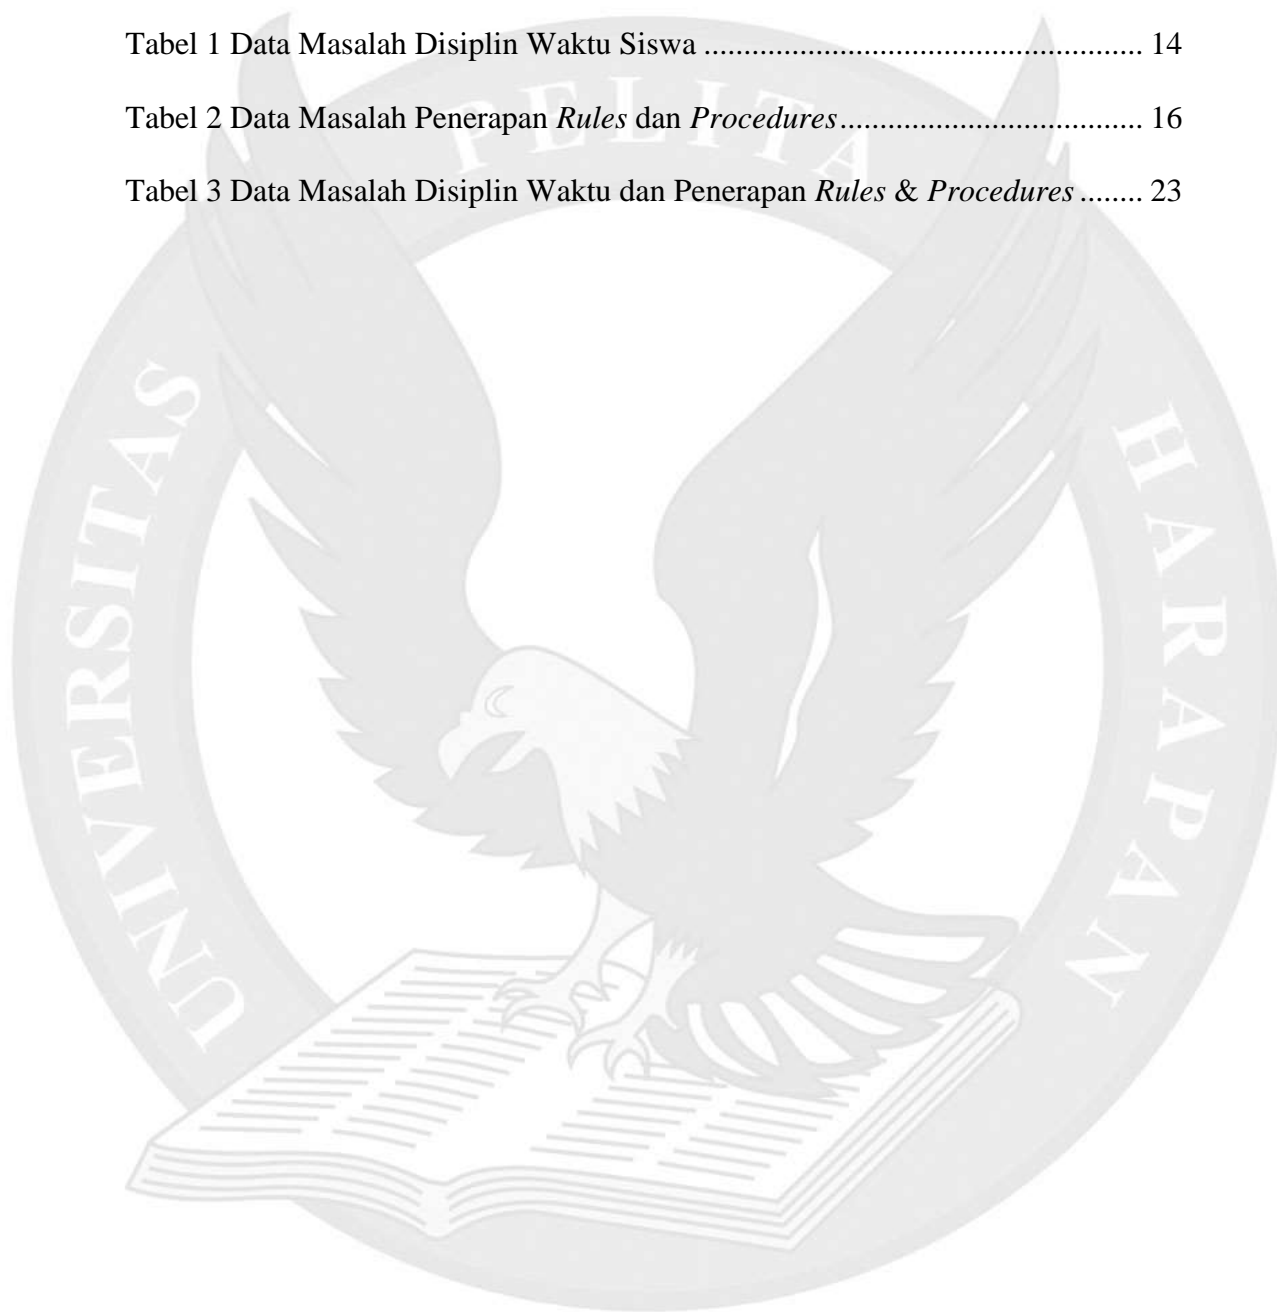 Tabel 1 Data Masalah Disiplin Waktu Siswa ...................................................... 14
Tabel 2 Data Masalah Penerapan Rules dan Procedures ..................................... 16
Tabel 3 Data Masalah Disiplin Waktu dan Penerapan Rules & Procedures ........ 23
UNIVERSITAS PELITA HARAPAN